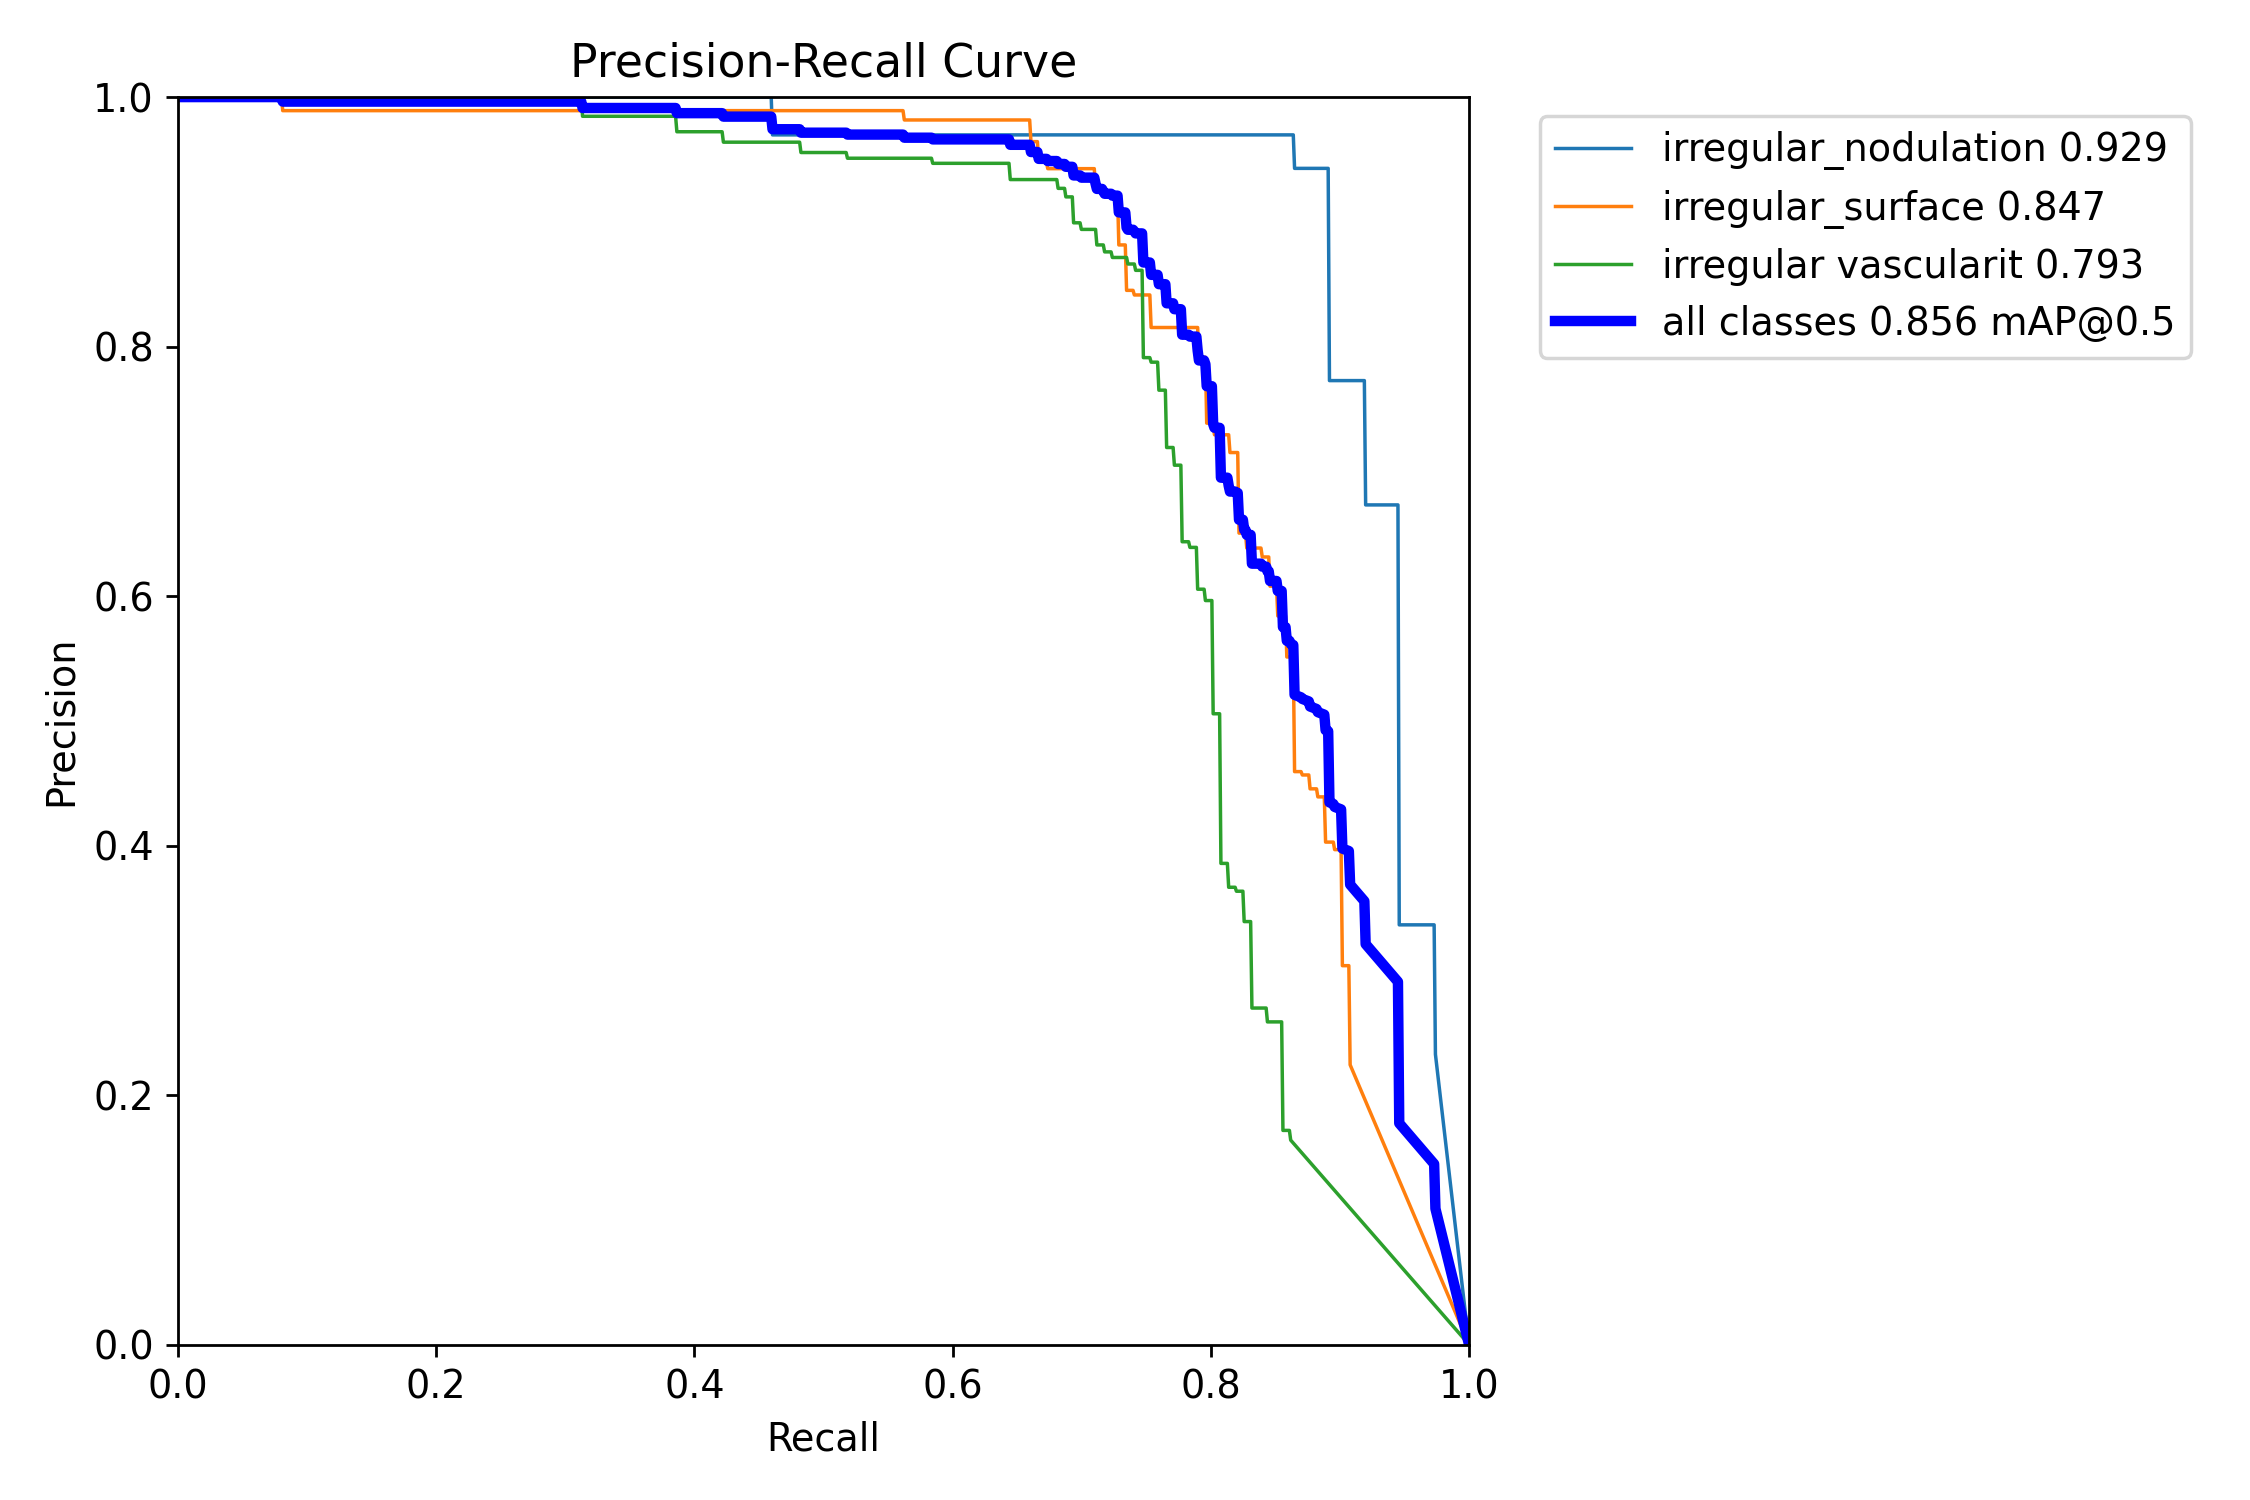 Precision-Recall Curve
irregular_nodulation 0.929
irregular_surface 0.847
irregular vascularit 0.793
all classes 0.856 mAP@0.5
Precision
1.0
0.8
0.6
0.4
0.2
0.0
0.0 0.2 0.4 0.6 0.8 1.0
Recall